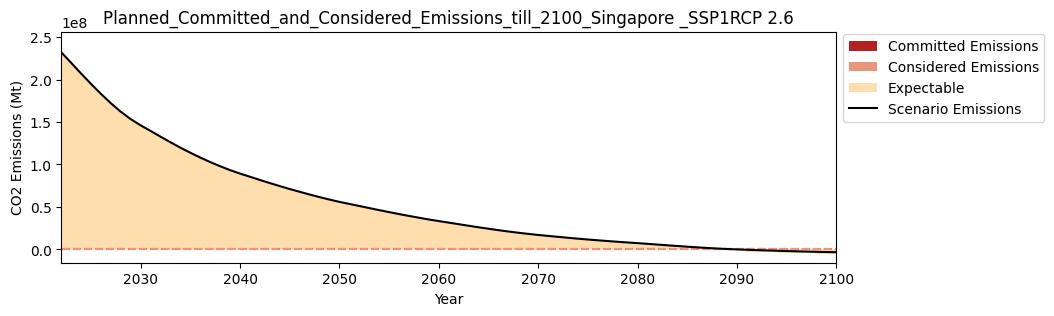 Planned_Committed_and_Considered_Emissions_till_2100_Singapore _SSP1RCP 2.6
1e8
2.5
2.0
1.5
1.0
0.5
0.0
CO2 Emissions (Mt)
2030 2040 2050 2060 2070 2080 2090 2100
Year
Committed Emissions
Considered Emissions
Expectable
Scenario Emissions